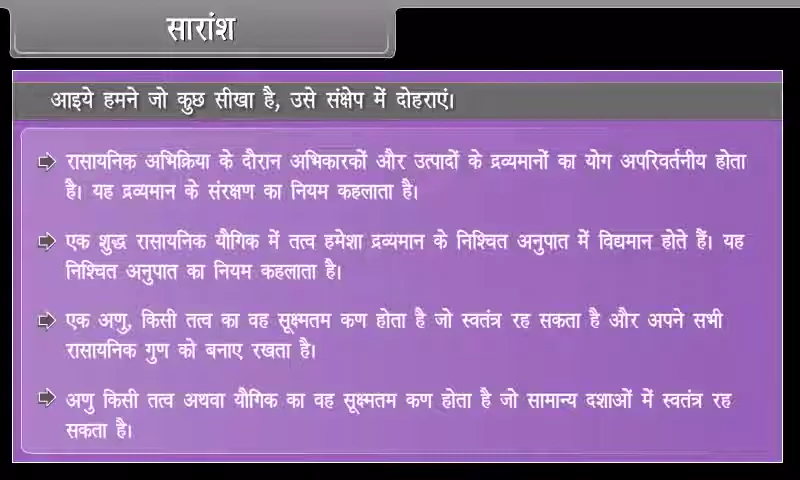 सारांश
आइये हमने जो कुछ सीखा है, उसे संक्षेप में दोहराएं।
रासायनिक अभिक्रिया के दौरान अभिकारकों और उत्पादों के द्रव्यमानों का योग अपरिवर्तनीय होता
है। यह द्रव्यमान के संरक्षण का नियम कहलाता है।
एक शुद्ध रासायनिक यौगिक में तत्व हमेशा द्रव्यमान के निश्चित अनुपात में विद्यमान होते हैं। यह
निश्चित अनुपात का नियम कहलाता है।
एक अणु, किसी तत्व का वह सूक्ष्मतम कण होता है जो स्वतंत्र रह सकता है और अपने सभी
रासायनिक गुण को बनाए रखता है।
अणु किसी तत्व अथवा यौगिक का वह सूक्ष्मतम कण होता है जो सामान्य दशाओं में स्वतंत्र रह
सकता है।